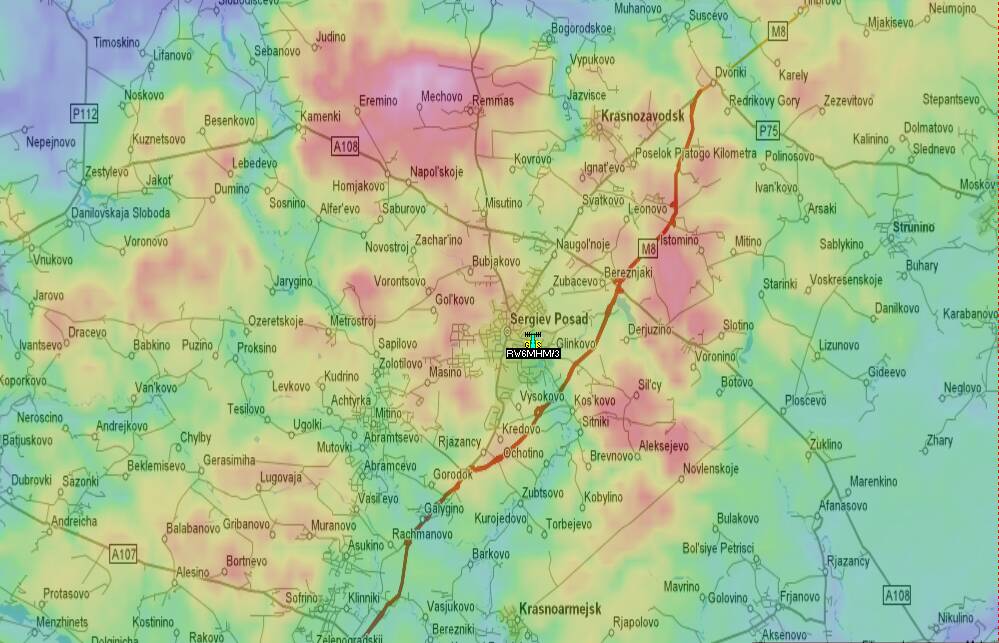 Slobodiscevo
Muhanovo
Suscevo
Neumojno
Timoskino
Lifanovo
Judino
Sebanovo
Bogorodskoe
M8
Mjakisevo
Vypukovo
Dvoriki
Karely
Noskovo
Eremino
Mechovo
Remmas
Jazvisce
Redrikovy Gory
Zezevitovo
Stepantsevo
P112
Besenkovo
Kamenki
Krasnozavodsk
P75
Dolmatovo
Nepejnovo
Kuznetsovo
A108
Kalinino
Slednevo
Lebedevo
Kovrovo
Poselok Pjatogo Kilometra
Polinosovo
Zestylevo
Jakot'
Napol'skoje
Ignat'evo
Dumino
Homjakovo
Ivan'kovo
Moskovo
Danilovskaja Sloboda
Sosnino
Alfer'evo
Saburovo
Misutino
Svatkovo
Leonovo
Arsaki
Strunino
Voronovo
Novostroj
Zachar'ino
Naugol'noje
M8
Istomino
Mitino
Sablykino
Vnukovo
Bubjakovo
Bereznjaki
Buhary
Jarygino
Vorontsovo
Zubacevo
Starinki
Voskresenskoje
Jarovo
Gol'kovo
Danilkovo
Karabanovo
Dracevo
Ozeretskoje
Metrostroj
Sergiev Posad
Derjuzino
Slotino
Ivantsevo
Babkino
Puzino
Proksino
Sapilovo
Glinkovo
Lizunovo
RW6MHM/3
Voronino
Zolotilovo
Koporkovo
Van'kovo
Levkovo
Kudrino
Masino
Sil'cy
Botovo
Gideevo
Neglovo
Achtyrka
Vysokovo
Kos'kovo
Ploscevo
Neroscino
Andrejkovo
Tesilovo
Ugolki
Mitino
Kredovo
Sitniki
Batjuskovo
Chylby
Mutovki
Abramtsevo
Rjazancy
Aleksejevo
Zuklino
Zhary
Beklemisevo
Gerasimiha
Abramcevo
Ochotino
Brevnovo
Novlenskoje
Dubrovki
Sazonki
Lugovaja
Gorodok
Marenkino
Vasil'evo
Zubtsovo
Kobylino
Afanasovo
Andreicha
Balabanovo
Gribanovo
Muranovo
Galygino
Kurojedovo
Torbejevo
Bulakovo
Rachmanovo
A107
Asukino
Bol'siye Petrisci
Bortnevo
Barkovo
Rjazancy
Alesino
Mavrino
Protasovo
Sofrino
Klinniki
Vasjukovo
Krasnoarmejsk
Golovino
Frjanovo
A108
Menzhinets
Kostinino
Berezniki
Rjapolovo
Nikulino
Dolginicha
Rakovo
Zelenogradskij
Aksenovo